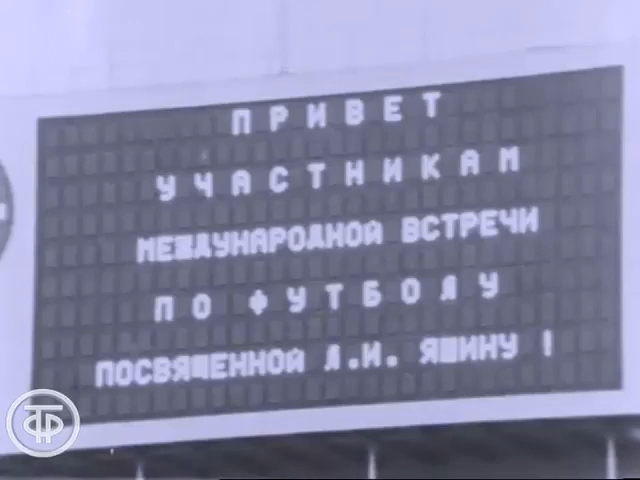 ПРИВЕТ
УЧАСТНИКАМ
МЕЖДУНАРОДНОЙ ВСТРЕЧИ
ПО ФУТБОЛУ
ПОСВЯЩЕННОЙ Л.И. ЯШИНУ !